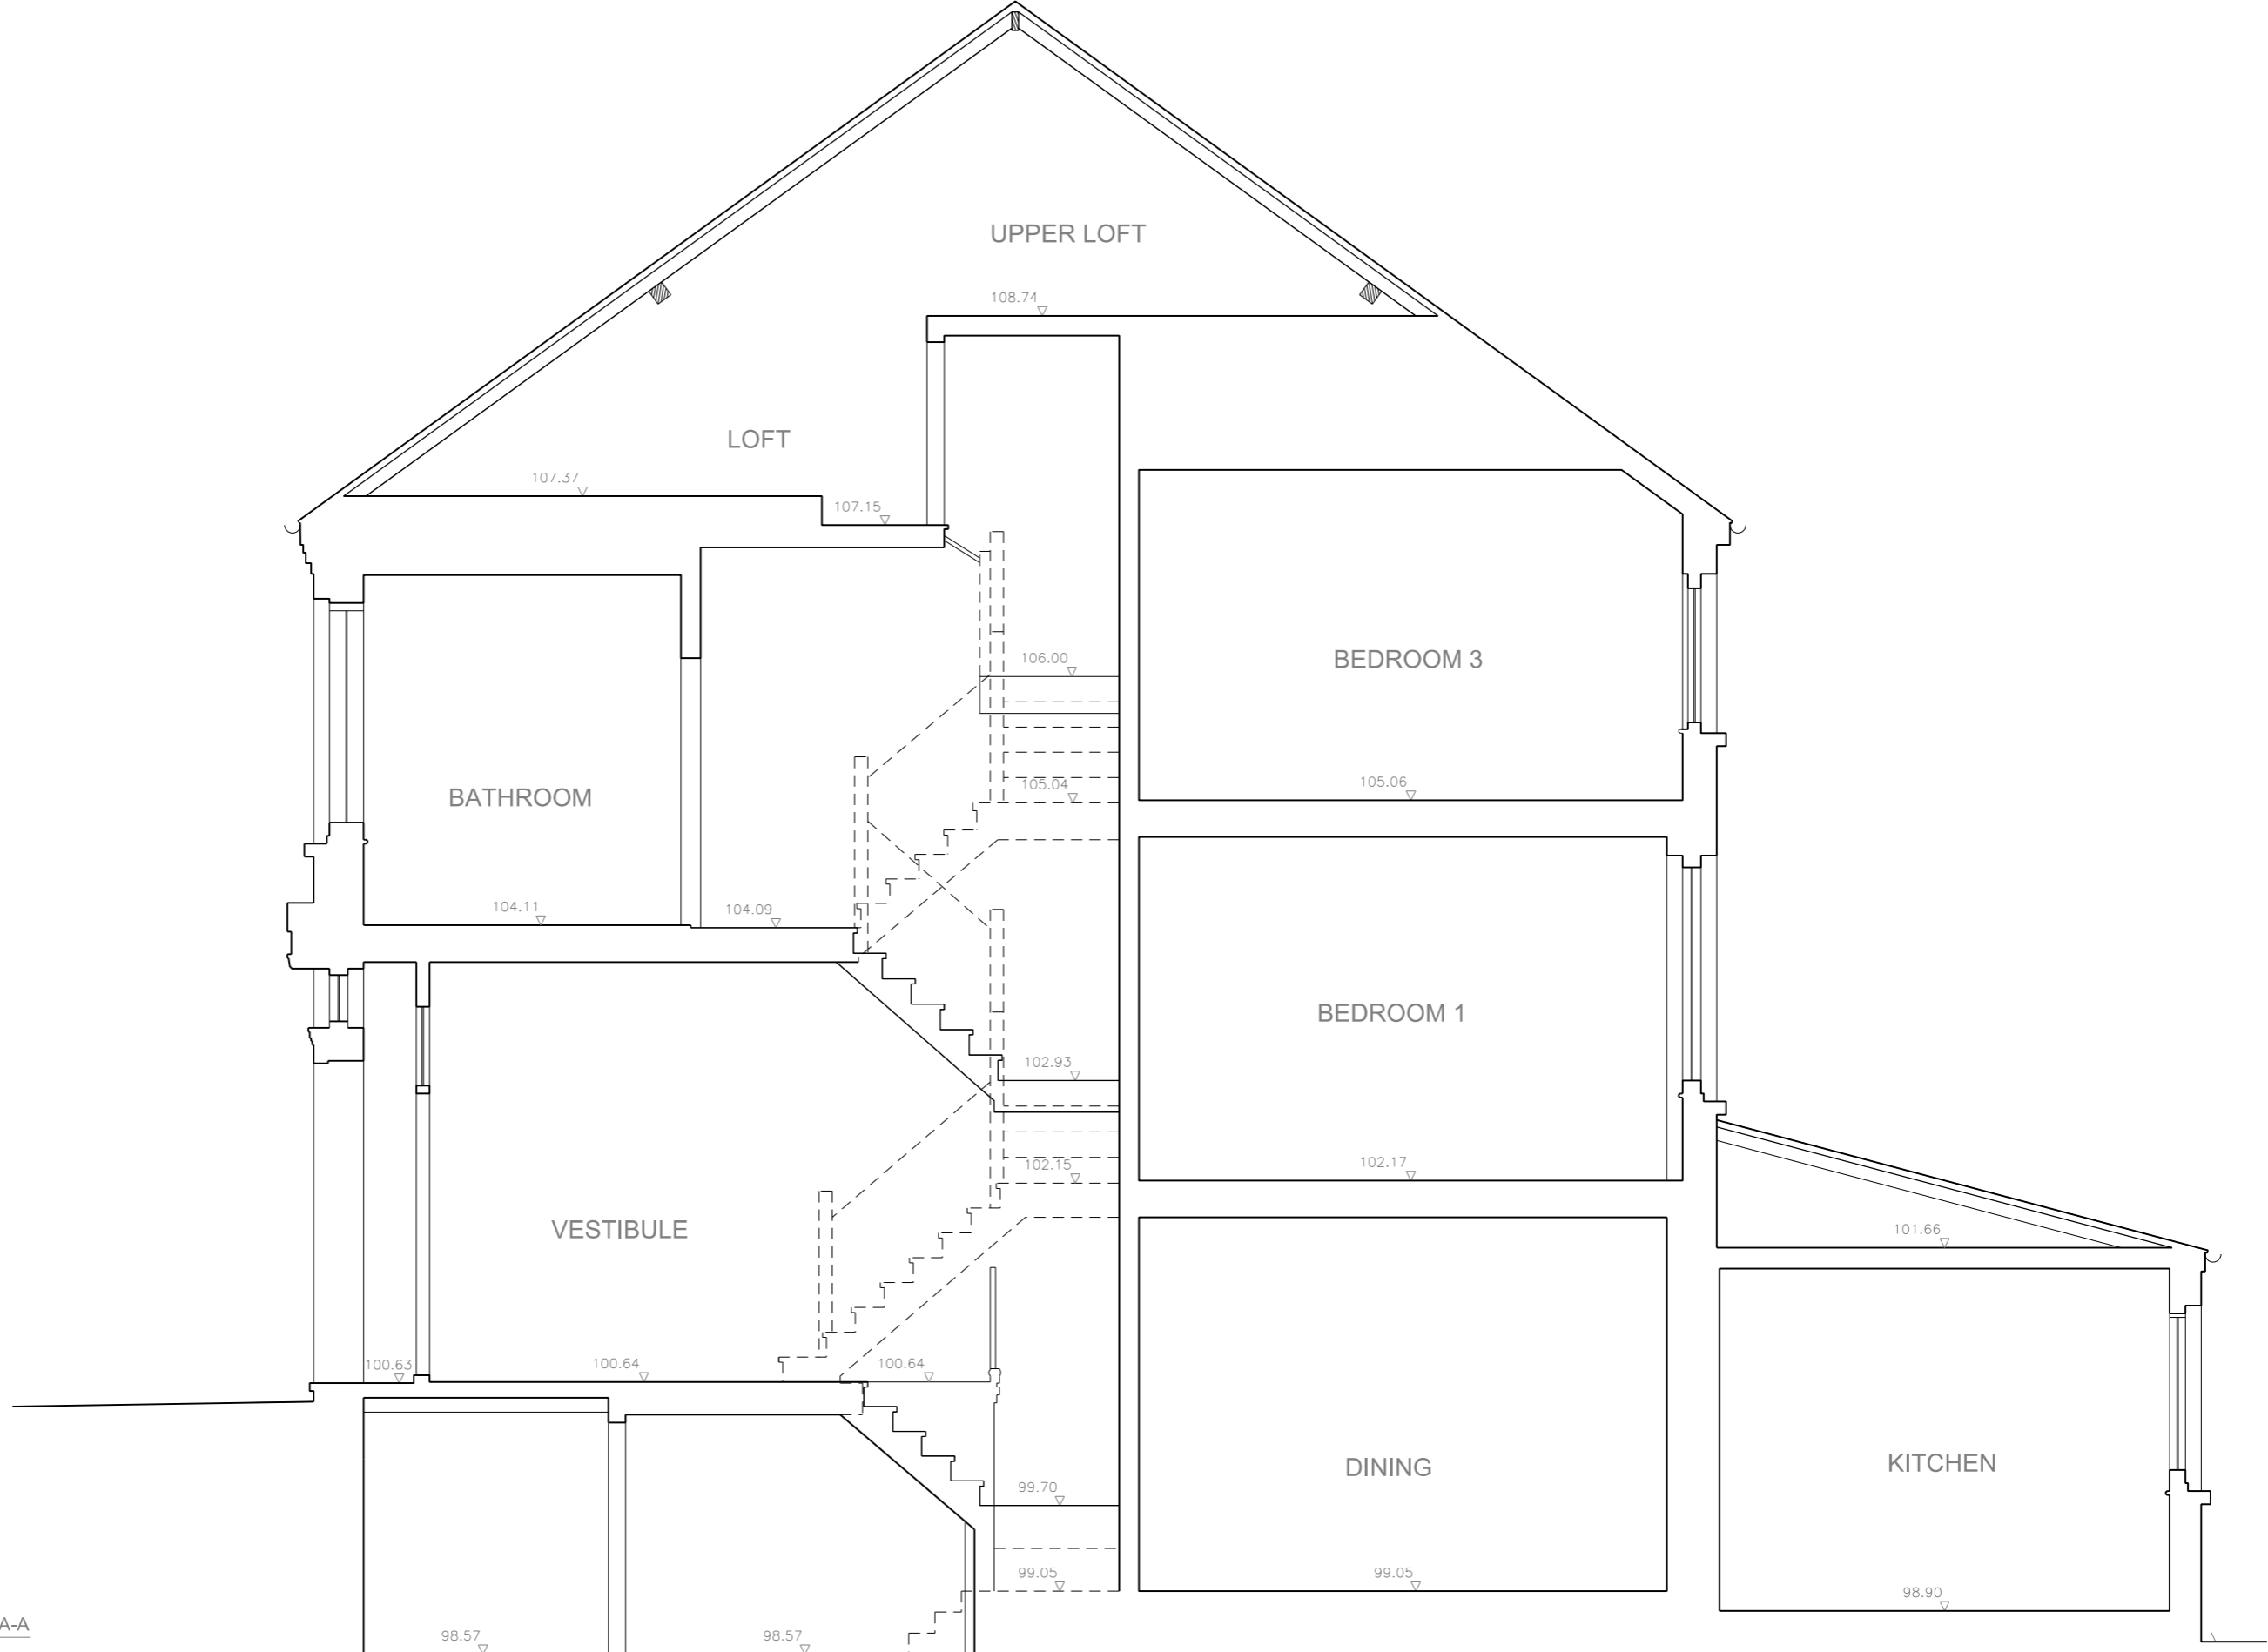 UPPER LOFT
108.74
LOFT
107.37
107.15
106.00
BEDROOM 3
105.04
105.06
BATHROOM
104.11
104.09
BEDROOM 1
102.93
102.15
102.17
VESTIBULE
101.66
100.63
100.64
100.64
DINING
KITCHEN
99.70
99.05
99.05
98.90
A-A
98.57
98.57